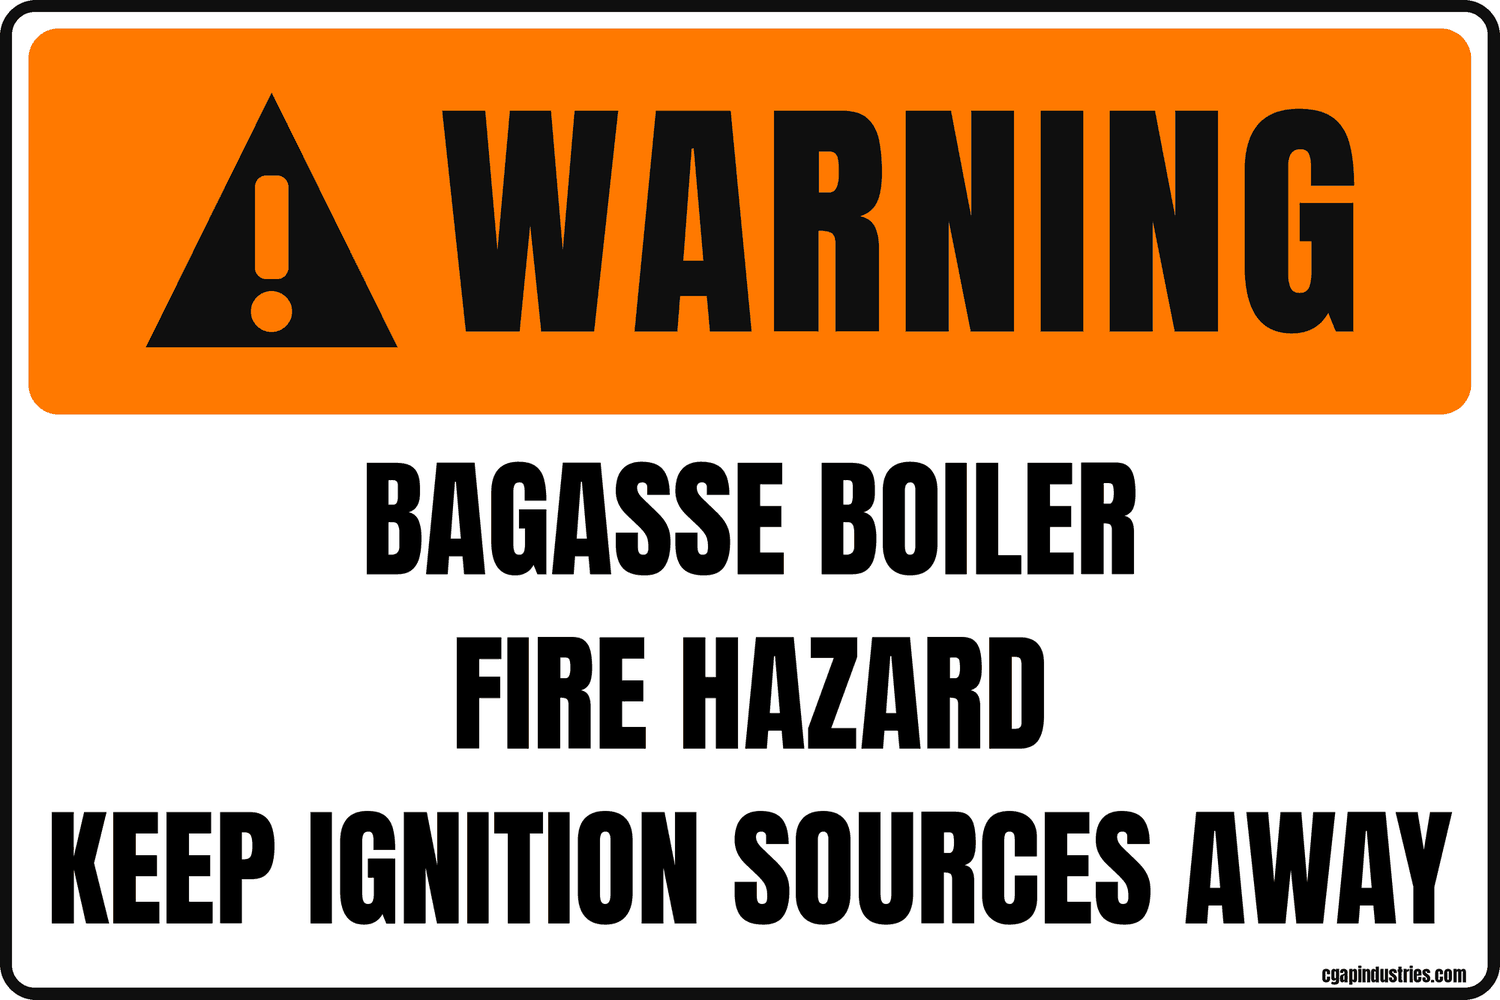 WARNING
BAGASSE BOILER
FIRE HAZARD
KEEP IGNITION SOURCES AWAY
cgapindustries.com